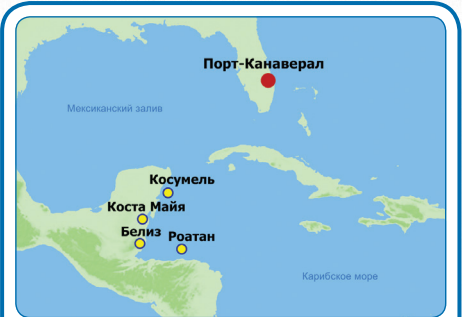 Порт-Канаверал
Мексиканский залив
Косумель
Коста Майя
Белиз
Роатан
Карибское море